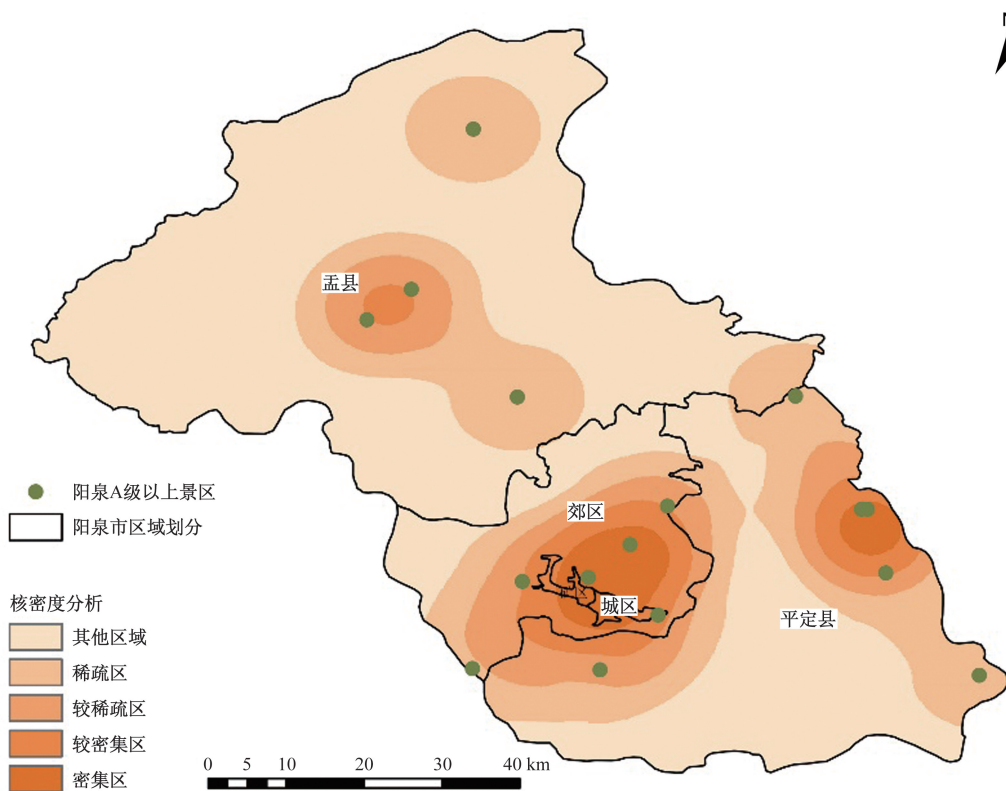 N
盂县
郊区
城区
平定县
阳泉A级以上景区
阳泉市区域划分
核密度分析
其他区域
稀疏区
较稀疏区
较密集区
密集区
0 5 10 20 30 40 km